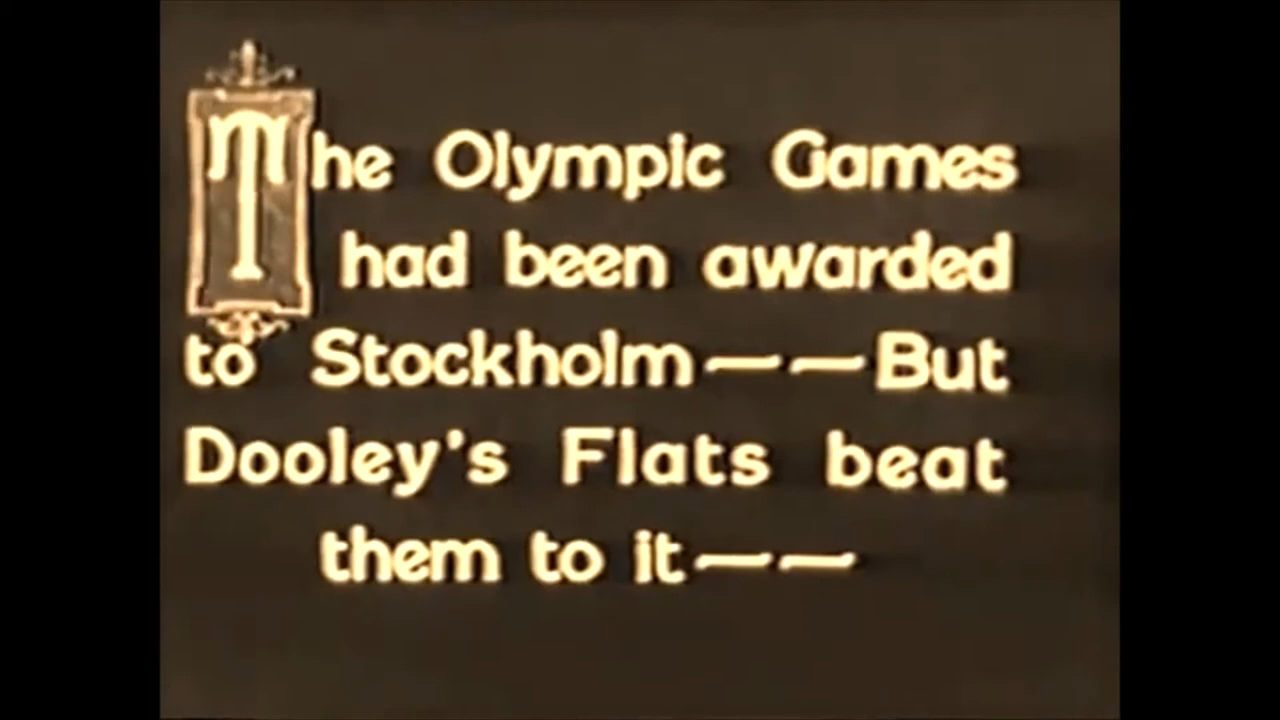 The Olympic Games
had been awarded
to Stockholm——But
Dooley's Flats beat
them to it——